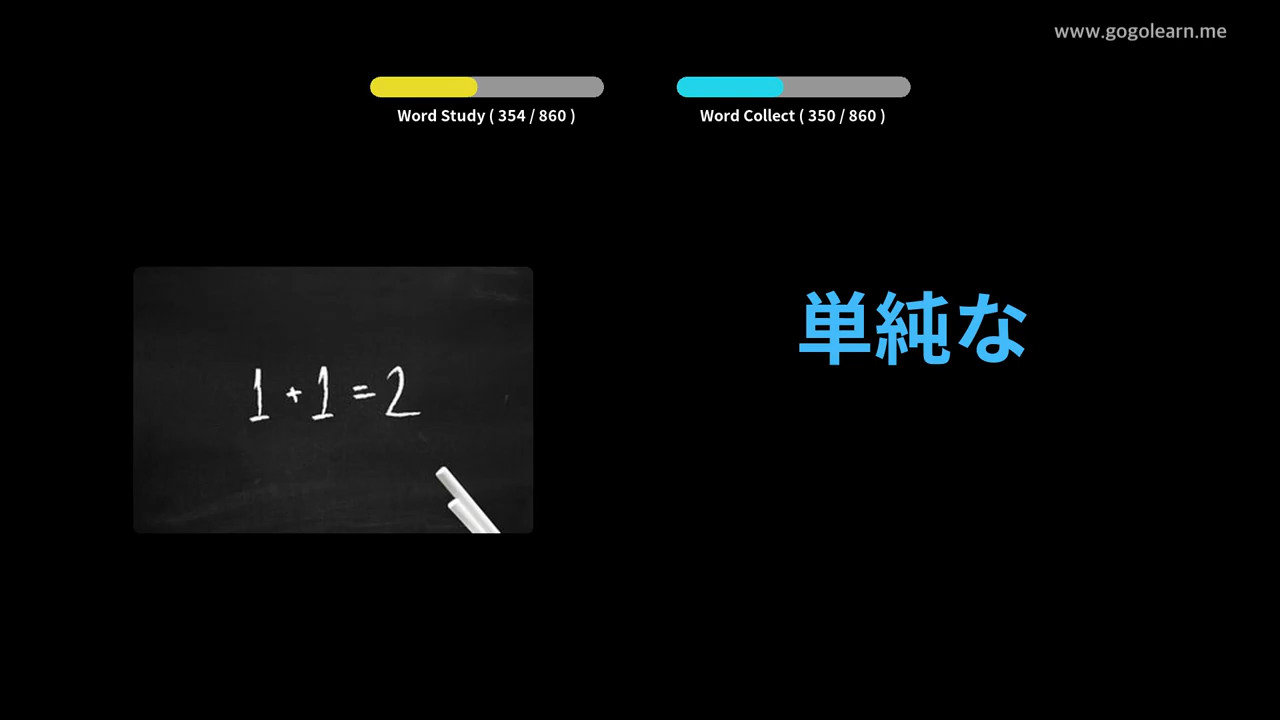 www.gogolearn.me
Word Study ( 354 / 860 )
Word Collect ( 350 / 860 )
1 + 1 = 2
単純な